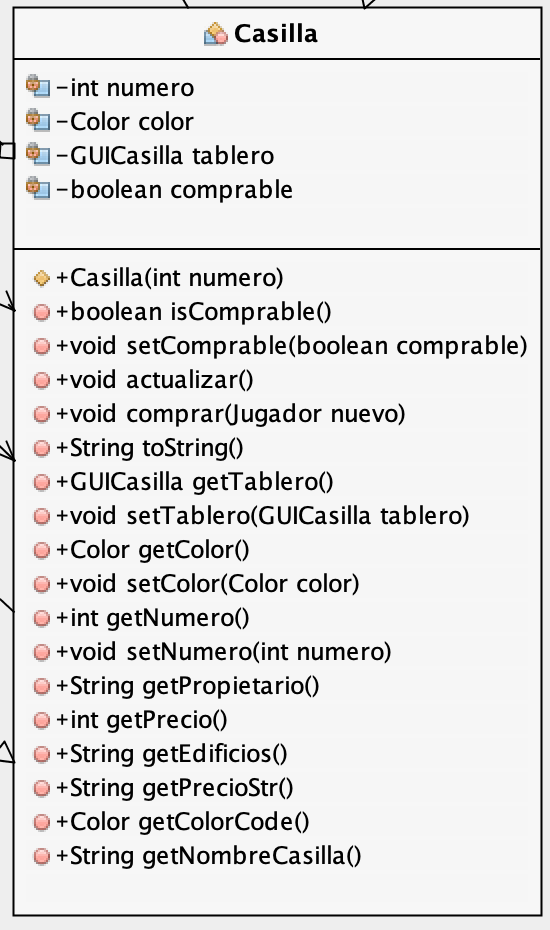 Casilla
-int numero
-Color color
-GUICasilla tablero
-boolean comprable
+Casilla(int numero)
+boolean isComprable()
+void setComprable(boolean comprable)
+void actualizar()
+void comprar(Jugador nuevo)
+String toString()
+GUICasilla getTablero()
+void setTablero(GUICasilla tablero)
+Color getColor()
+void setColor(Color color)
+int getNumero()
+void setNumero(int numero)
+String getPropietario()
+int getPrecio()
+String getEdificios()
+String getPrecioStr()
+Color getColorCode()
+String getNombreCasilla()